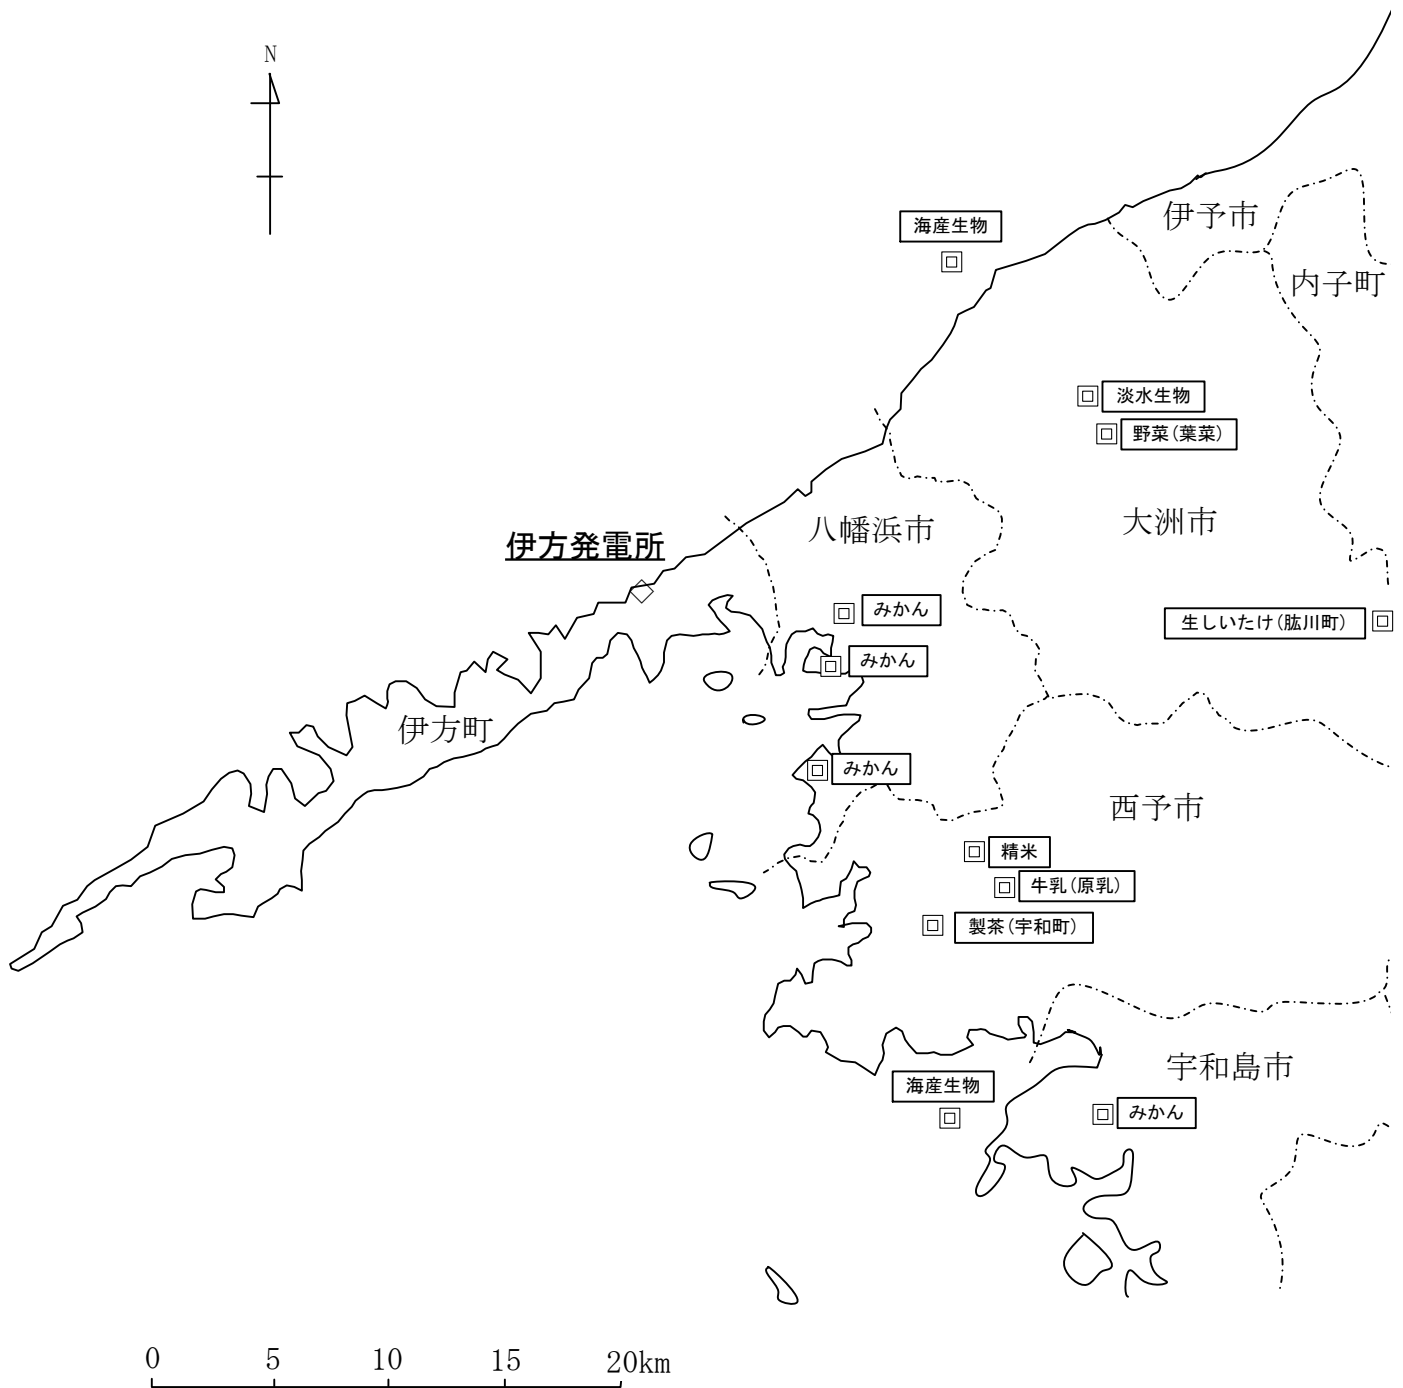 N
伊予市
海産生物
内子町
淡水生物
野菜(葉菜)
大洲市
八幡浜市
伊方発電所
みかん
生しいたけ(肱川町)
みかん
伊方町
みかん
西予市
精米
牛乳(原乳)
製茶(宇和町)
宇和島市
海産生物
みかん
0 5 10 15 20km